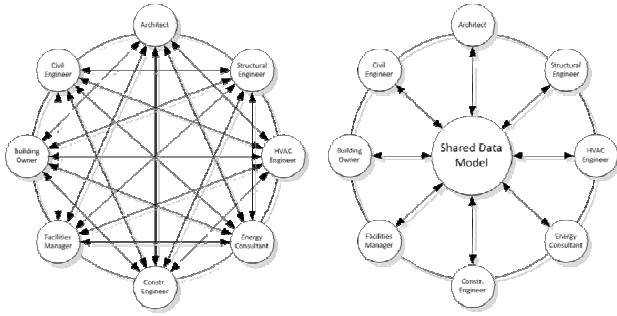 Architect
Civil
Engineer
Structural
Engineer
Building
Owner
HVAC
Engineer
Facilities
Manager
Energy
Consultant
Constr.
Engineer
Architect
Civil
Engineer
Structural
Engineer
Building
Owner
Shared Data
Model
HVAC
Engineer
Facilities
Manager
Energy
Consultant
Constr.
Engineer